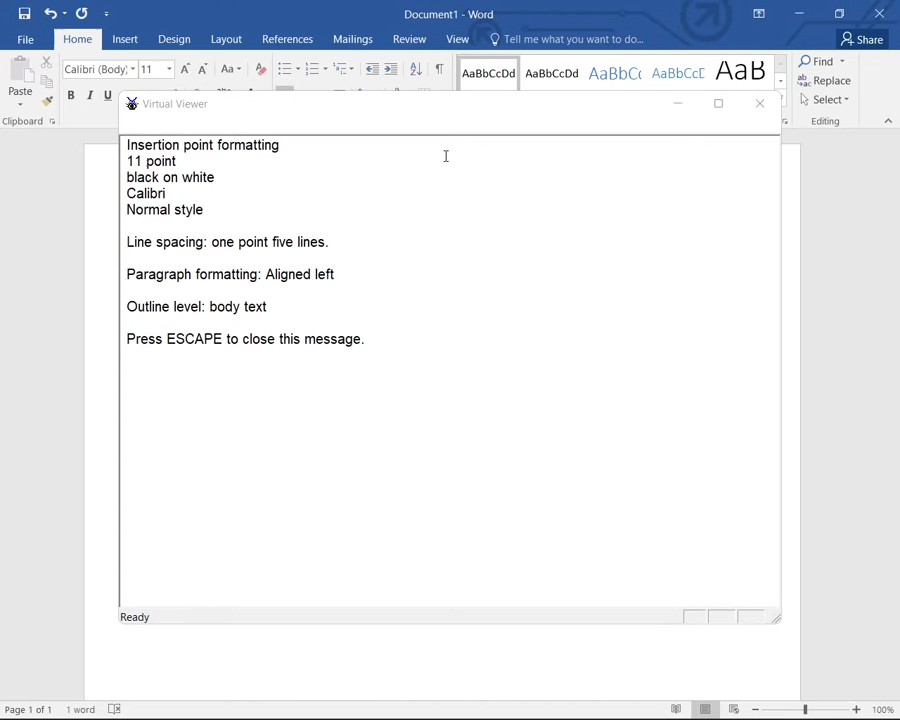 Document1 - Word
File Home Insert Design Layout References Mailings Review View Tell me what you want to do... Share
Paste
Calibri (Body) 11 Aa
B I U
AaBbCcDd AaBbCcDd AaBbCc AaBbCcD AaB
Find
Replace
Select
Clipboard Editing
Virtual Viewer
Insertion point formatting
11 point
black on white
Calibri
Normal style
Line spacing: one point five lines.
Paragraph formatting: Aligned left
Outline level: body text
Press ESCAPE to close this message.
Ready
Page 1 of 1 1 word 100%